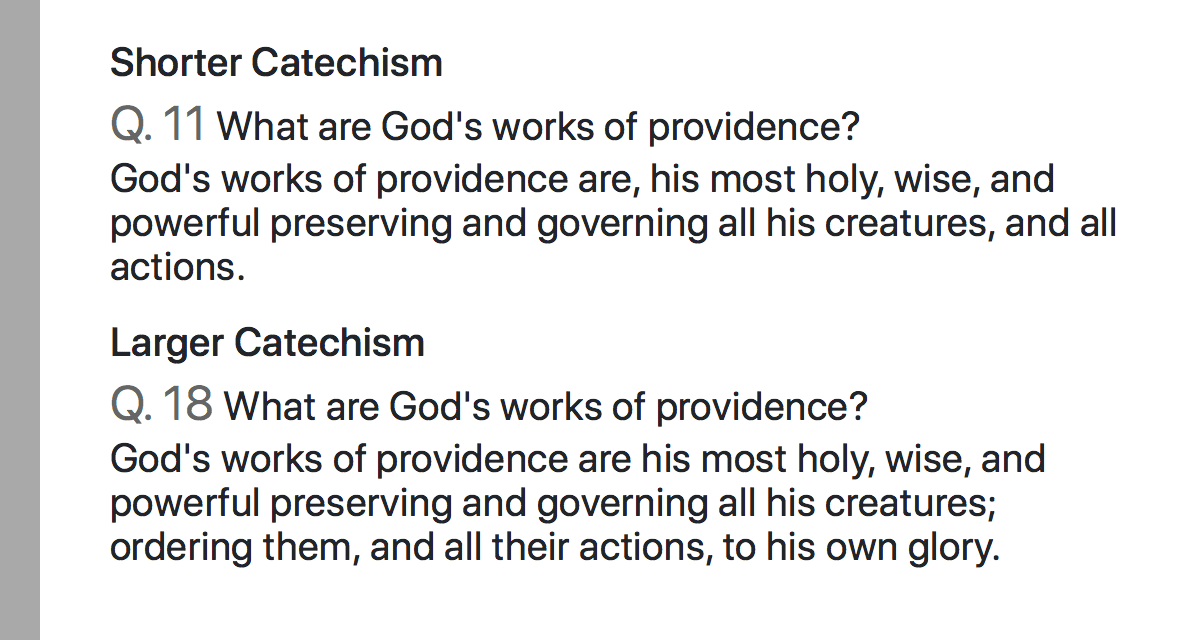 Shorter Catechism
Q. 11 What are God's works of providence?
God's works of providence are, his most holy, wise, and
powerful preserving and governing all his creatures, and all
actions.
Larger Catechism
Q. 18 What are God's works of providence?
God's works of providence are his most holy, wise, and
powerful preserving and governing all his creatures;
ordering them, and all their actions, to his own glory.